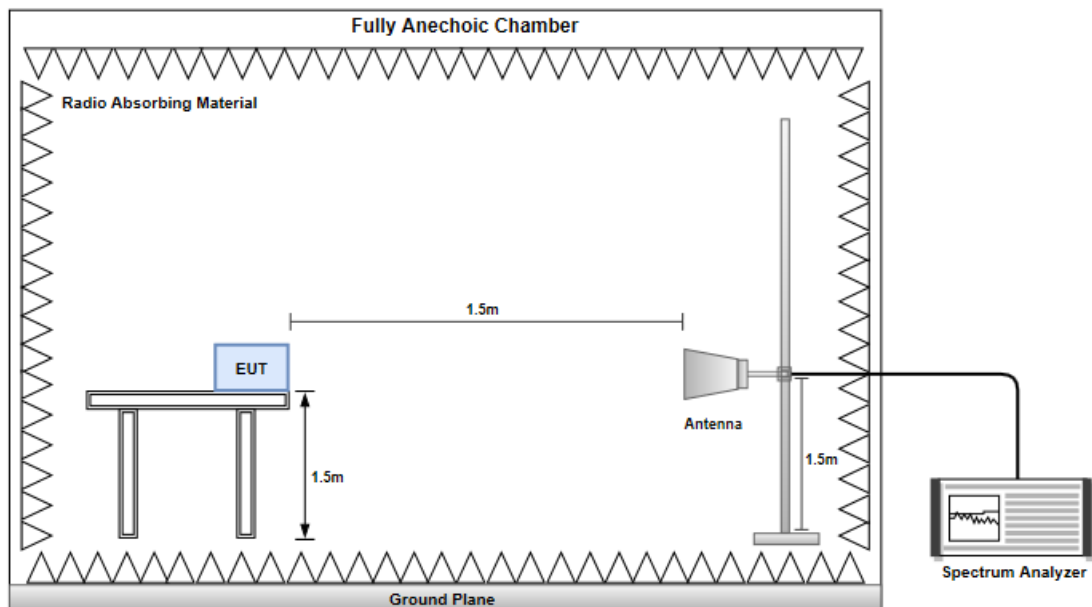 Fully Anechoic Chamber
Radio Absorbing Material
1.5m
EUT
Antenna
1.5m
1.5m
Spectrum Analyzer
Ground Plane